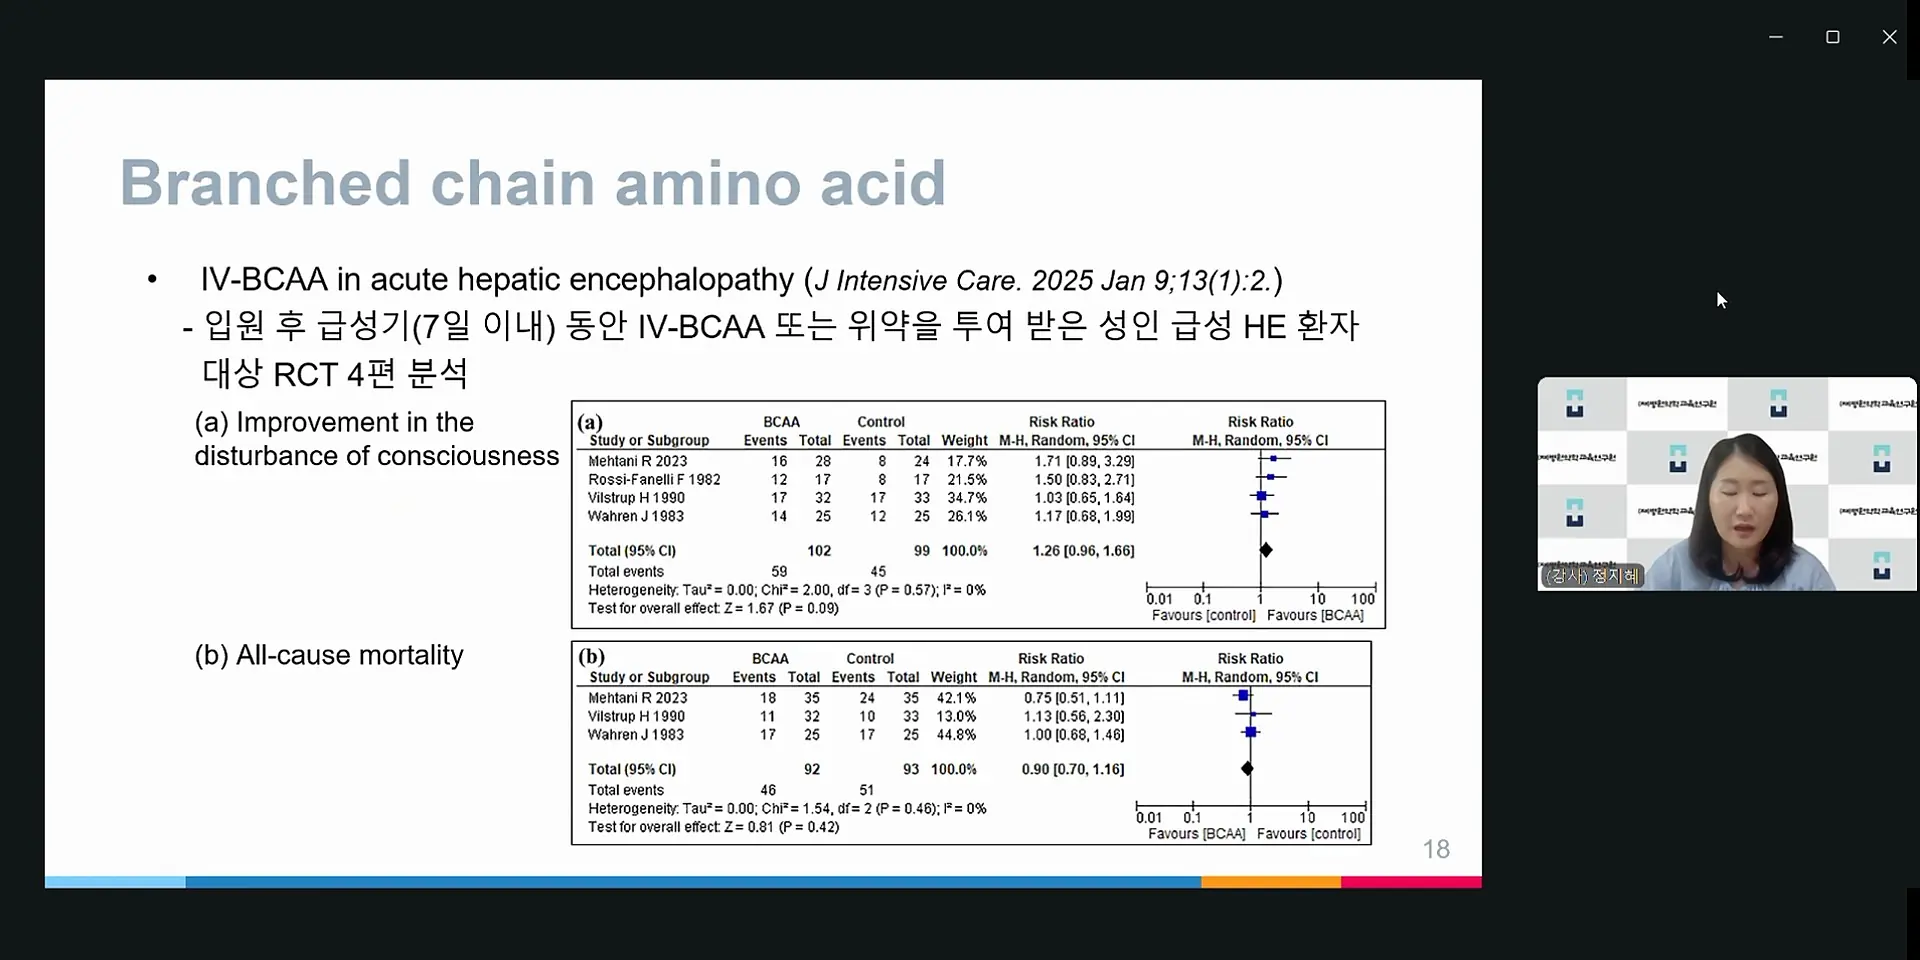 Branched chain amino acid
• IV-BCAA in acute hepatic encephalopathy (J Intensive Care. 2025 Jan 9;13(1):2.)
- 입원 후 급성기(7일 이내) 동안 IV-BCAA 또는 위약을 투여 받은 성인 급성 HE 환자
대상 RCT 4편 분석
(a) Improvement in the
disturbance of consciousness
(a) BCAA Control Risk Ratio Risk Ratio
Study or Subgroup Events Total Events Total Weight M-H, Random, 95% CI M-H, Random, 95% CI
Mehtani R 2023 16 28 8 24 17.7% 1.71 [0.89, 3.29]
Rossi-Fanelli F 1982 12 17 8 17 21.5% 1.50 [0.83, 2.71]
Vilstrup H 1990 17 32 17 33 34.7% 1.03 [0.65, 1.64]
Wahren J 1983 14 25 12 25 26.1% 1.17 [0.68, 1.99]
Total (95% CI) 102 99 100.0% 1.26 [0.96, 1.66]
Total events 59 45
Heterogeneity: Tau² = 0.00; Chi² = 2.00, df = 3 (P = 0.57); I² = 0%
Test for overall effect: Z = 1.67 (P = 0.09)
0.01 0.1 1 10 100
Favours [control] Favours [BCAA]
(b) All-cause mortality
(b) BCAA Control Risk Ratio Risk Ratio
Study or Subgroup Events Total Events Total Weight M-H, Random, 95% CI M-H, Random, 95% CI
Mehtani R 2023 18 35 24 35 42.1% 0.75 [0.51, 1.11]
Vilstrup H 1990 11 32 10 33 13.0% 1.13 [0.56, 2.30]
Wahren J 1983 17 25 17 25 44.8% 1.00 [0.68, 1.46]
Total (95% CI) 92 93 100.0% 0.90 [0.70, 1.16]
Total events 46 51
Heterogeneity: Tau² = 0.00; Chi² = 1.54, df = 2 (P = 0.46); I² = 0%
Test for overall effect: Z = 0.81 (P = 0.42)
0.01 0.1 1 10 100
Favours [BCAA] Favours [control]
18
(재)병원약학교육연구원
(강사) 정지혜